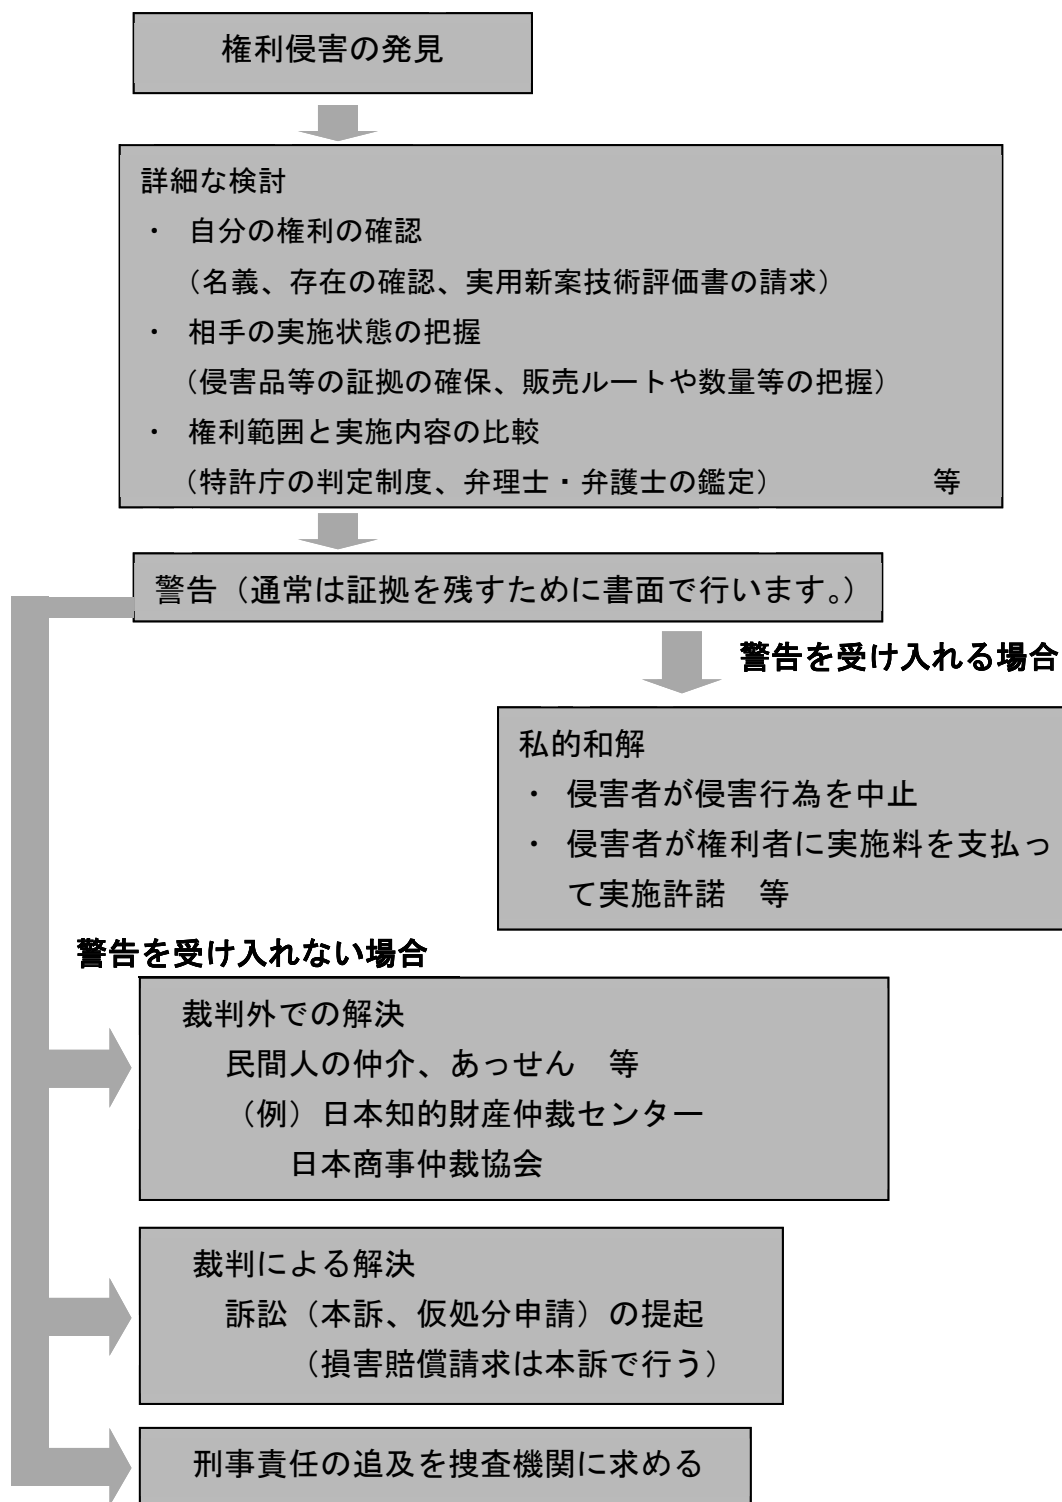 権利侵害の発見
詳細な検討
・ 自分の権利の確認
（名義、存在の確認、実用新案技術評価書の請求）
・ 相手の実施状態の把握
（侵害品等の証拠の確保、販売ルートや数量等の把握）
・ 権利範囲と実施内容の比較
（特許庁の判定制度、弁理士・弁護士の鑑定） 等
警告（通常は証拠を残すために書面で行います。）
警告を受け入れる場合
私的和解
・ 侵害者が侵害行為を中止
・ 侵害者が権利者に実施料を支払っ
て実施許諾 等
警告を受け入れない場合
裁判外での解決
民間人の仲介、あっせん 等
（例）日本知的財産仲裁センター
日本商事仲裁協会
裁判による解決
訴訟（本訴、仮処分申請）の提起
（損害賠償請求は本訴で行う）
刑事責任の追及を捜査機関に求める